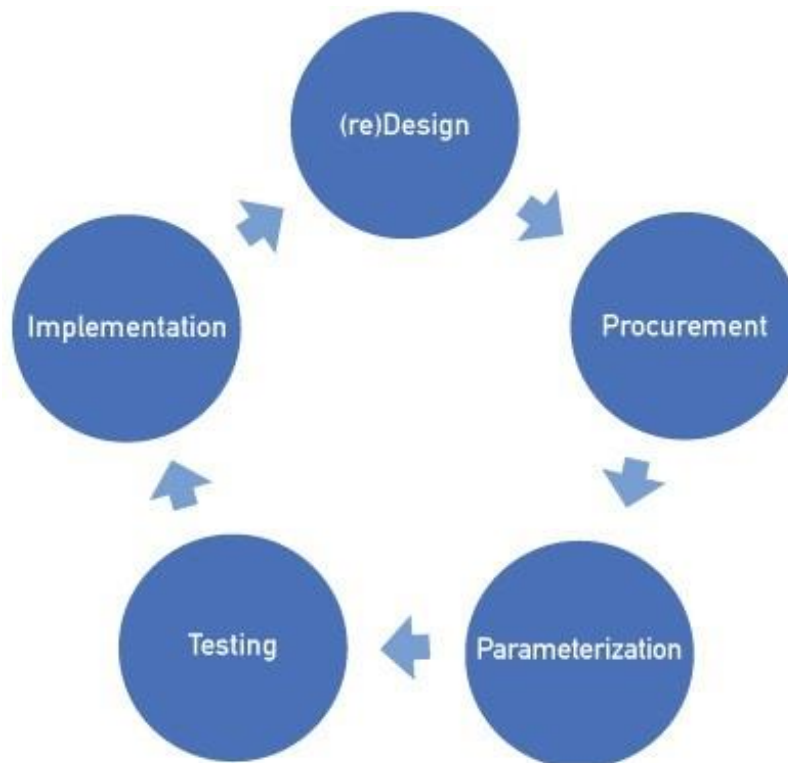 (re)Design
Procurement
Parameterization
Testing
Implementation